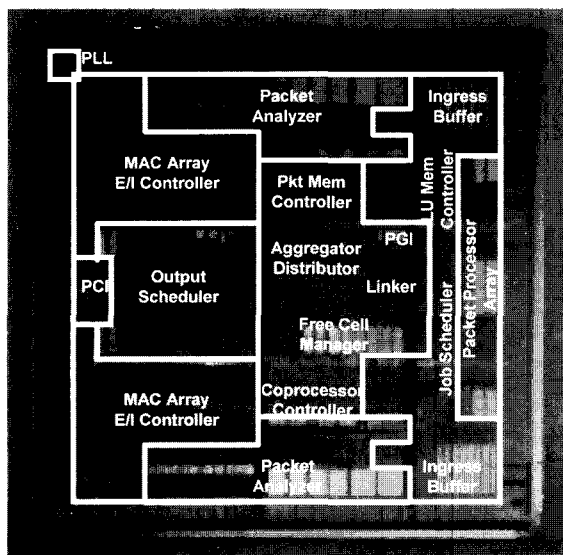 PLL
Packet
Analyzer
Ingress
Buffer
MAC Array
E/I Controller
Pkt Mem
Controller
LU Mem
Controller
PGI
Aggregator
Distributor
Packet Processor
Array
PCI
Output
Scheduler
Linker
Job Scheduler
Free Cell
Manager
MAC Array
E/I Controller
Coprocessor
Controller
Packet
Analyzer
Ingress
Buffer